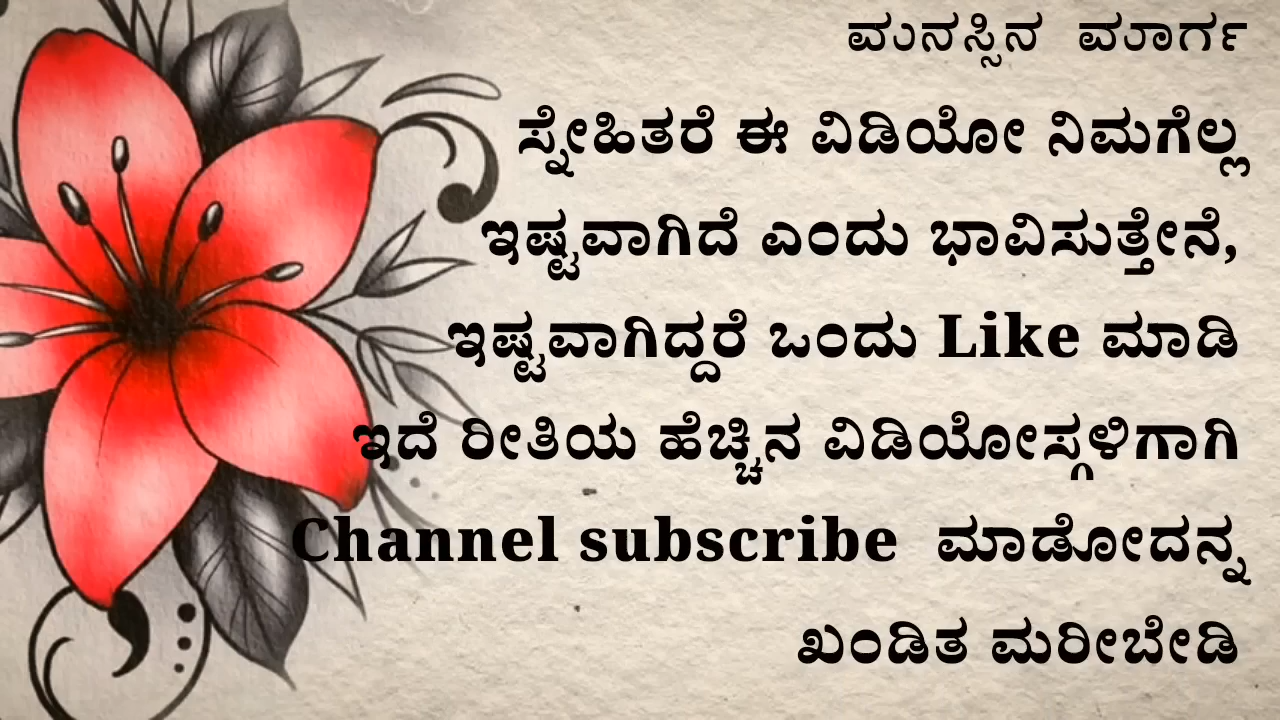 ಮನಸ್ಸಿನ ಮಾರ್ಗ
ಸ್ನೇಹಿತರೆ ಈ ವಿಡಿಯೋ ನಿಮಗೆಲ್ಲ
ಇಷ್ಟವಾಗಿದೆ ಎಂದು ಭಾವಿಸುತ್ತೇನೆ,
ಇಷ್ಟವಾಗಿದ್ದರೆ ಒಂದು Like ಮಾಡಿ
ಇದೆ ರೀತಿಯ ಹೆಚ್ಚಿನ ವಿಡಿಯೋಸ್ಗಳಿಗಾಗಿ
Channel subscribe ಮಾಡೋದನ್ನ
ಖಂಡಿತ ಮರೀಬೇಡಿ